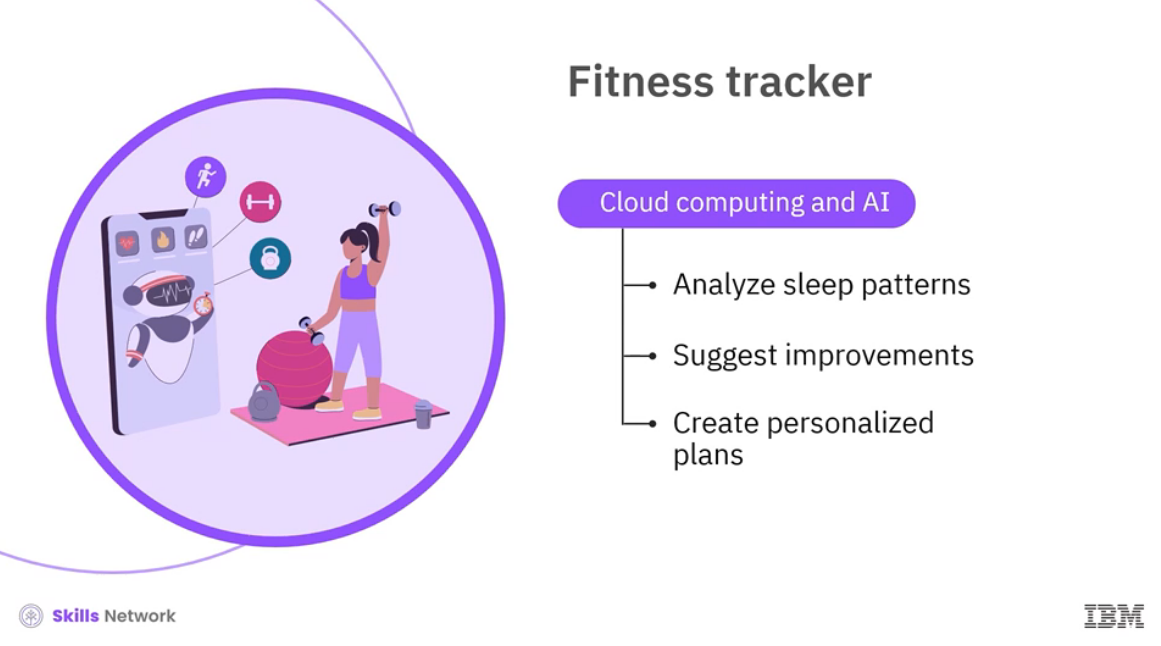 Fitness tracker
Cloud computing and AI
Analyze sleep patterns
Suggest improvements
Create personalized
plans
Skills Network
IBM